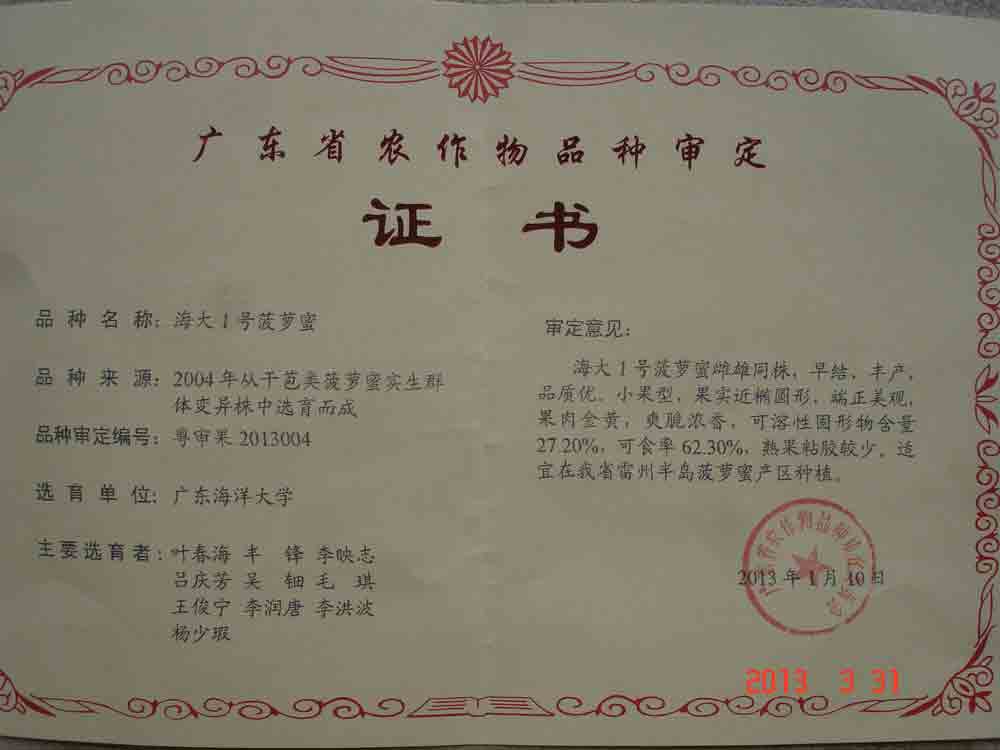 广东省农作物品种审定
证书
品种名称：海大1号菠萝蜜
品种来源：2004年从干苞类菠萝蜜实生群
体变异株中选育而成
品种审定编号：粤审果2013004
选育单位：广东海洋大学
主要选育者：叶春海 丰 锋 李映志
吕庆芳 吴 钿 毛 琪
王俊宁 李润唐 李洪波
杨少瑕
审定意见：
海大1号菠萝蜜雌雄同株，早结，丰产，
品质优。小果型，果实近椭圆形，端正美观，
果肉金黄，爽脆浓香，可溶性固形物含量
27.20%，可食率62.30%，熟果粘胶较少。适
宜在我省雷州半岛菠萝蜜产区种植。
2013年1月10日
2013 3 31